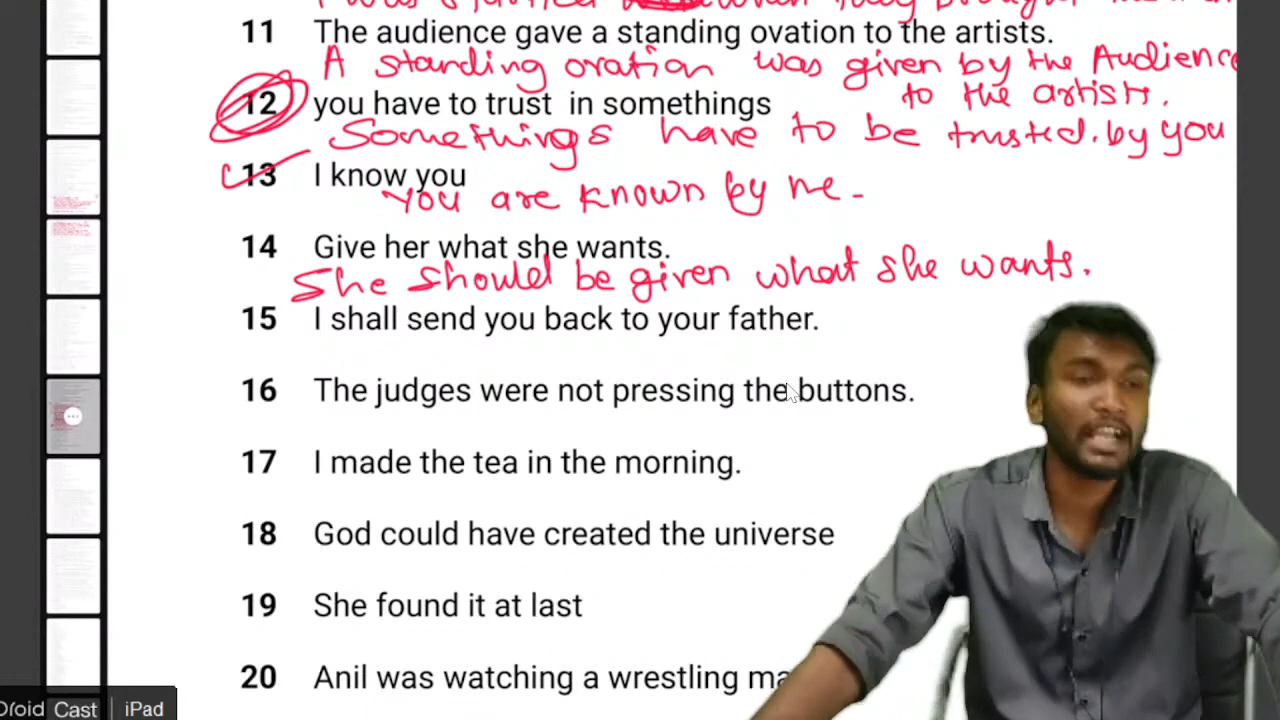 11 The audience gave a standing ovation to the artists.
A standing ovation was given by the Audience
to the artists.
12 you have to trust in somethings
Somethings have to be trusted. by you
13 I know you
You are known by me.
14 Give her what she wants.
She should be given what she wants.
15 I shall send you back to your father.
16 The judges were not pressing the buttons.
17 I made the tea in the morning.
18 God could have created the universe
19 She found it at last
20 Anil was watching a wrestling ma
Droid Cast iPad